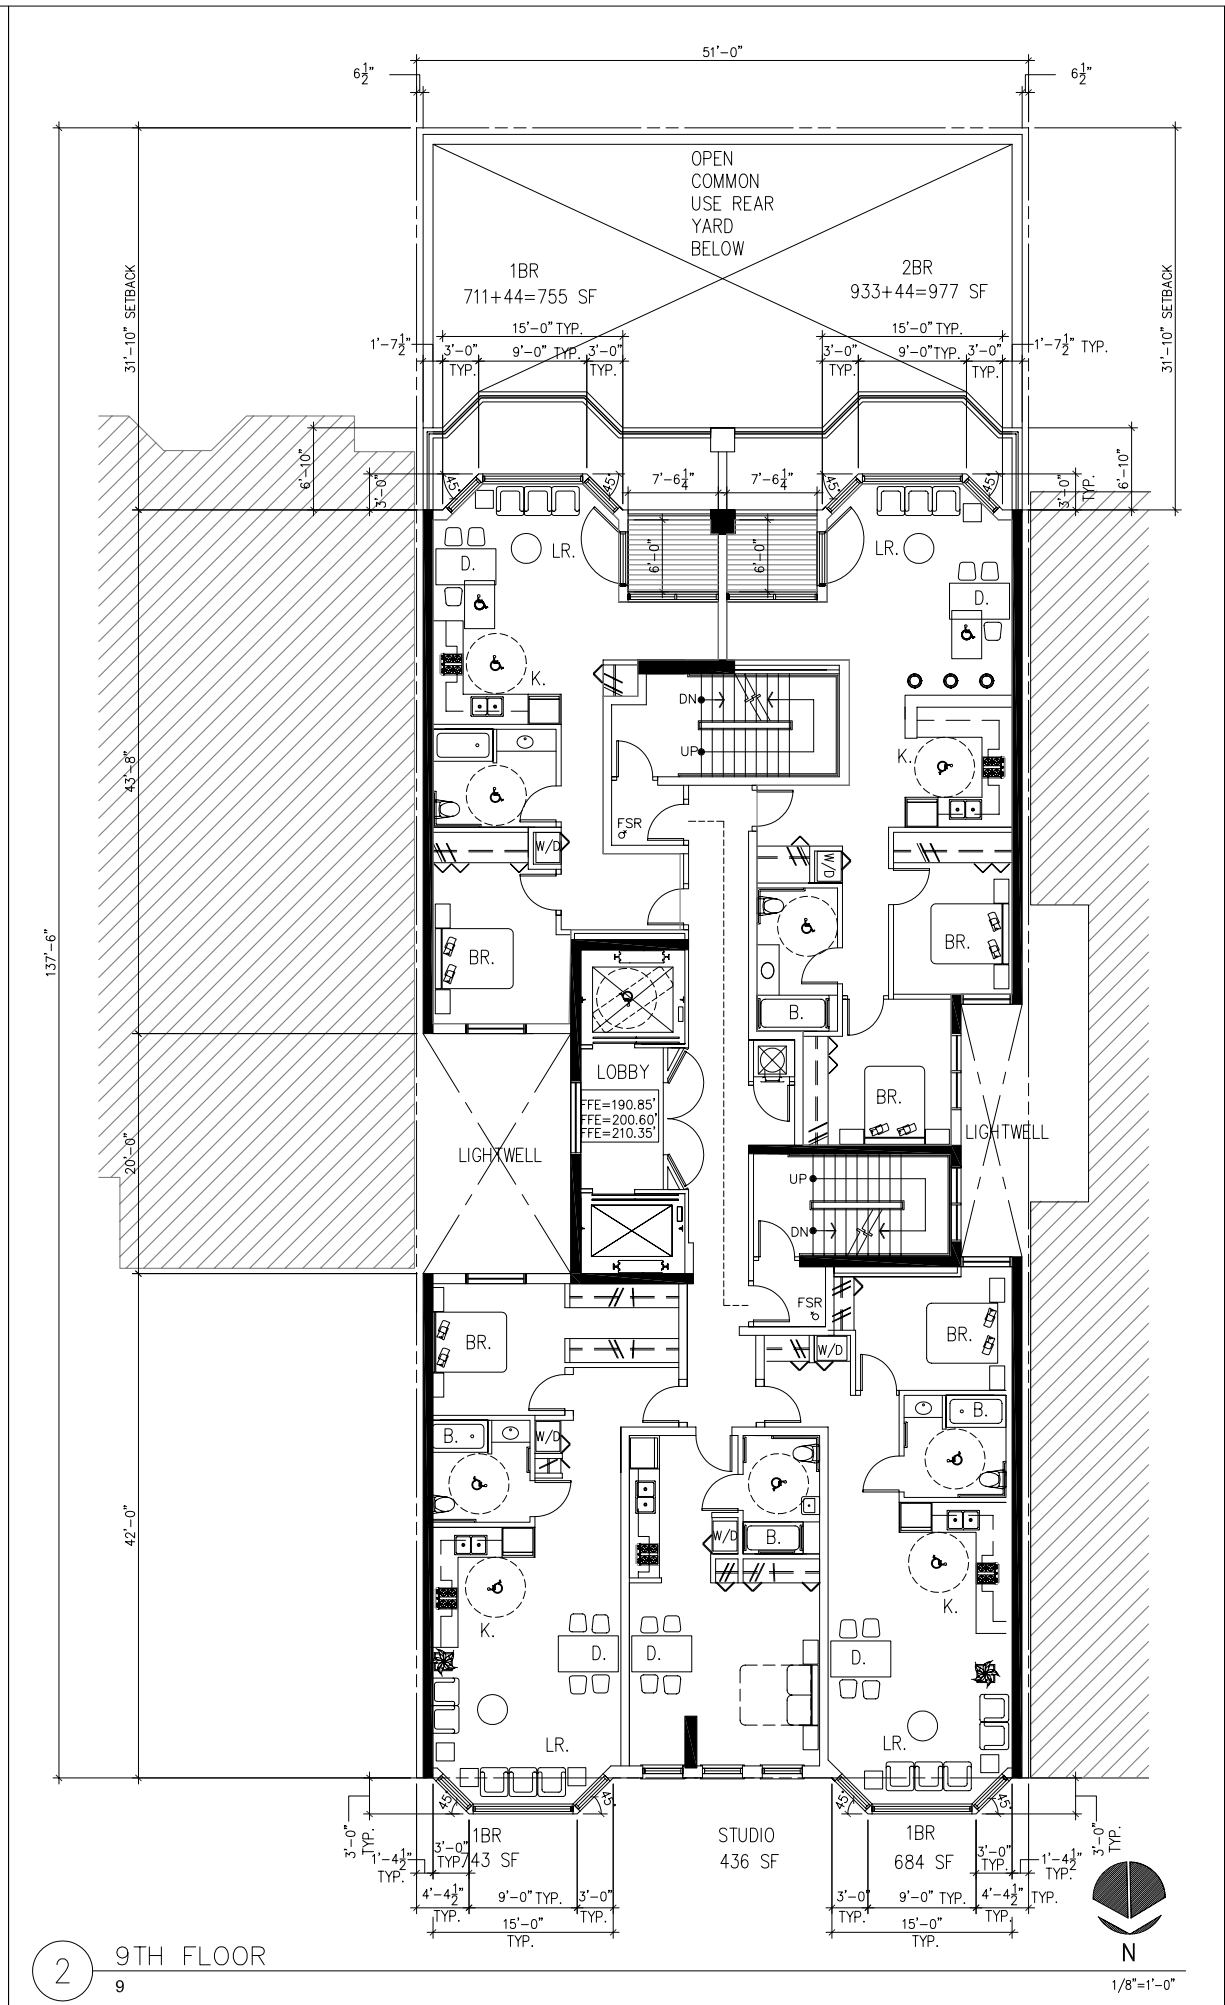 51'-0"
6½"
6½"
OPEN
COMMON
USE REAR
YARD
BELOW
1BR
711+44=755 SF
2BR
933+44=977 SF
31'-10" SETBACK
31'-10" SETBACK
15'-0" TYP.
15'-0" TYP.
1'-7½"
3'-0"
TYP.
9'-0" TYP.
3'-0"
TYP.
3'-0"
TYP.
9'-0" TYP.
3'-0"
TYP.
1'-7½" TYP.
6'-10"
3'-0"
45°
45°
7'-6¼"
7'-6¼"
45°
45°
3'-0"
TYP.
6'-10"
LR.
6'-0"
6'-0"
LR.
D.
D.
K.
DN
UP
K.
43'-8"
FSR
W/D
W/D
BR.
BR.
137'-6"
B.
LOBBY
FFE=190.85'
FFE=200.60'
FFE=210.35'
BR.
LIGHTWELL
LIGHTWELL
20'-0"
UP
DN
FSR
BR.
BR.
W/D
B.
W/D
B.
42'-0"
W/D
B.
K.
K.
D.
D.
D.
LR.
LR.
45°
45°
45°
45°
3'-0"
TYP.
3'-0"
TYP.
1BR
743 SF
STUDIO
436 SF
1BR
684 SF
1'-4½"
TYP.
3'-0"
TYP.
3'-0"
TYP.
1'-4½"
TYP.
4'-4½"
TYP.
9'-0" TYP.
3'-0"
TYP.
3'-0"
TYP.
9'-0" TYP.
4'-4½" TYP.
TYP.
15'-0"
TYP.
15'-0"
TYP.
N
2
9TH FLOOR
9
1/8"=1'-0"